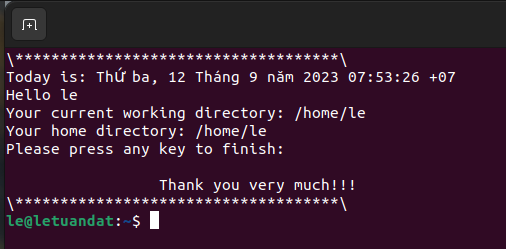 \************************************\
Today is: Thứ ba, 12 Tháng 9 năm 2023 07:53:26 +07
Hello le
Your current working directory: /home/le
Your home directory: /home/le
Please press any key to finish:
Thank you very much!!!
\************************************\
le@letuandat:~$